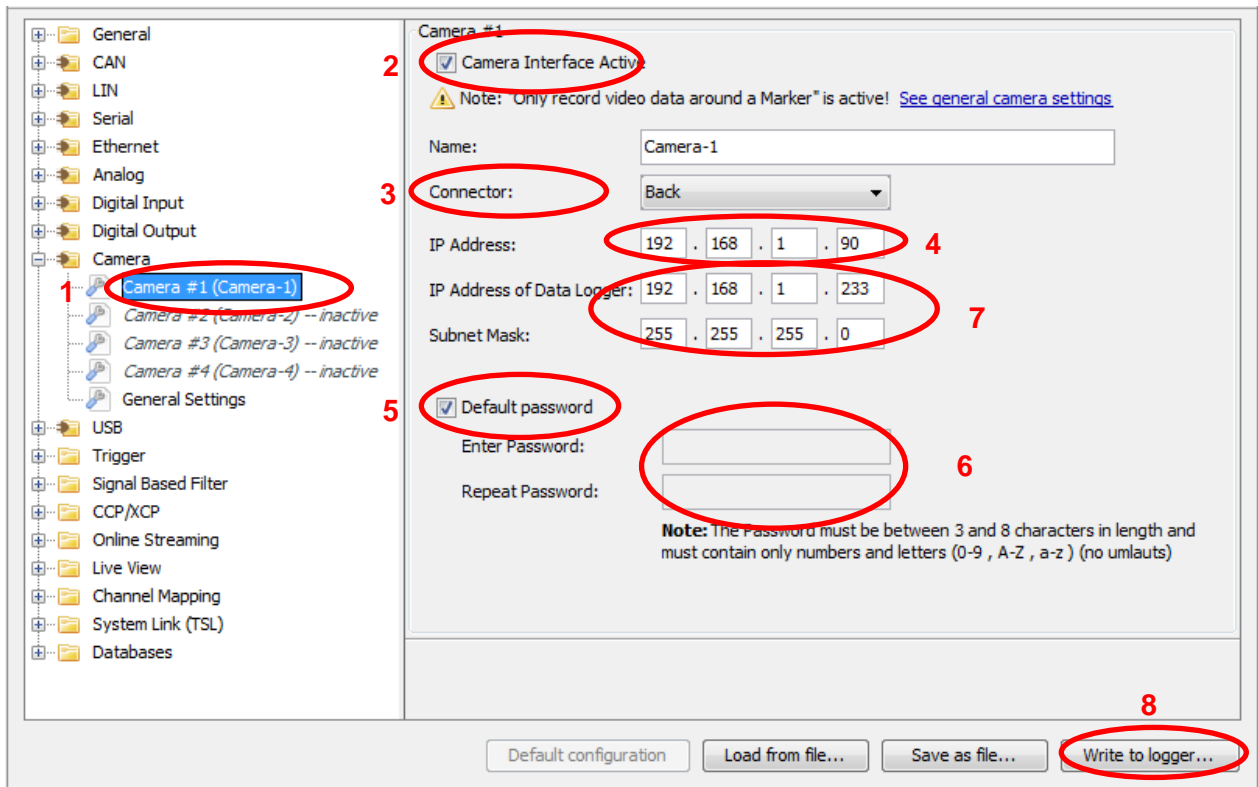 General
CAN
LIN
Serial
Ethernet
Analog
Digital Input
Digital Output
Camera
1
Camera #1 (Camera-1)
Camera #2 (Camera-2) -- inactive
Camera #3 (Camera-3) -- inactive
Camera #4 (Camera-4) -- inactive
General Settings
USB
Trigger
Signal Based Filter
CCP/XCP
Online Streaming
Live View
Channel Mapping
System Link (TSL)
Databases
Camera #1
2 Camera Interface Active
Note: "Only record video data around a Marker" is active! See general camera settings
Name: Camera-1
3 Connector: Back
IP Address: 192 . 168 . 1 . 90 4
IP Address of Data Logger: 192 . 168 . 1 . 233
7
Subnet Mask: 255 . 255 . 255 . 0
5 Default password
Enter Password:
6
Repeat Password:
Note: The Password must be between 3 and 8 characters in length and
must contain only numbers and letters (0-9 , A-Z , a-z ) (no umlauts)
8
Default configuration Load from file... Save as file... Write to logger...